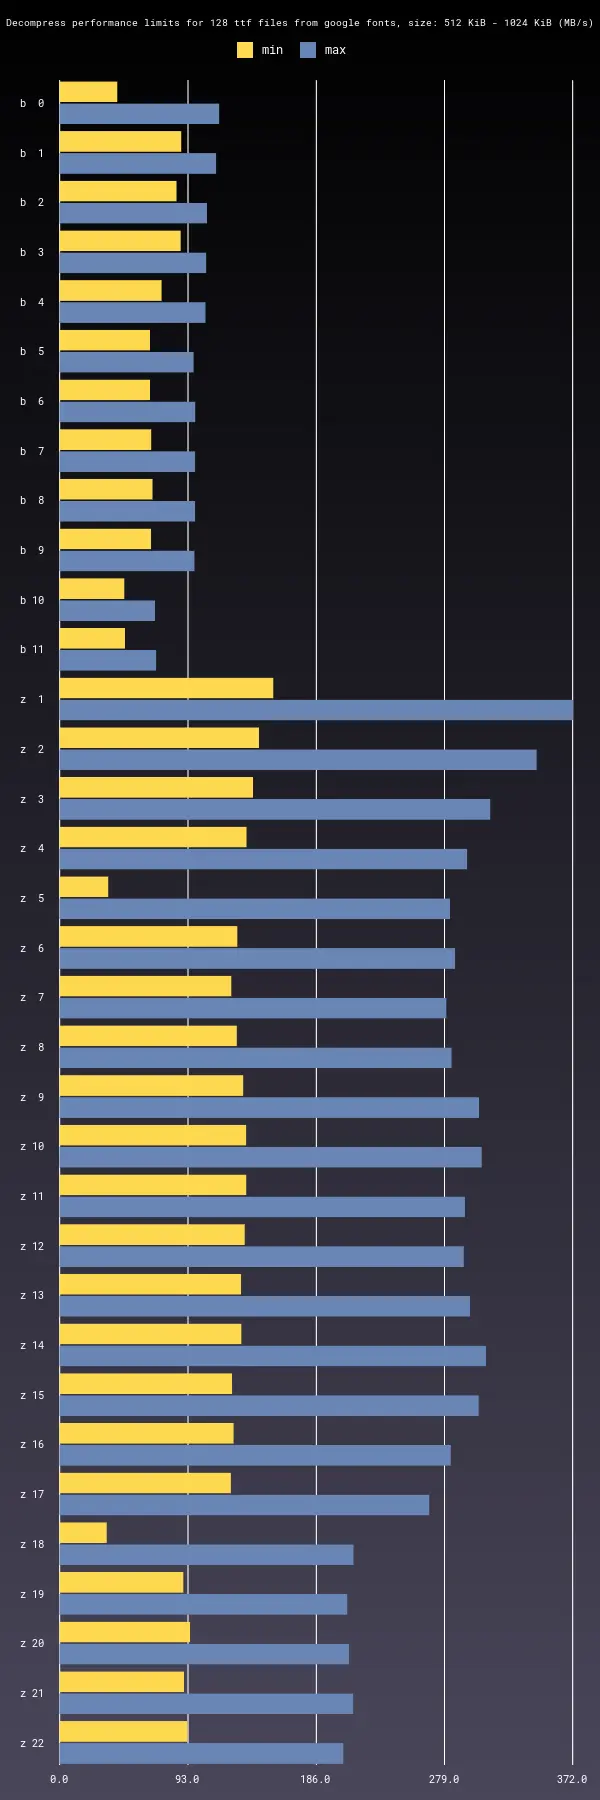 Decompress performance limits for 128 ttf files from google fonts, size: 512 KiB - 1024 KiB (MB/s)
min max
b 0
b 1
b 2
b 3
b 4
b 5
b 6
b 7
b 8
b 9
b 10
b 11
z 1
z 2
z 3
z 4
z 5
z 6
z 7
z 8
z 9
z 10
z 11
z 12
z 13
z 14
z 15
z 16
z 17
z 18
z 19
z 20
z 21
z 22
0.0 93.0 186.0 279.0 372.0